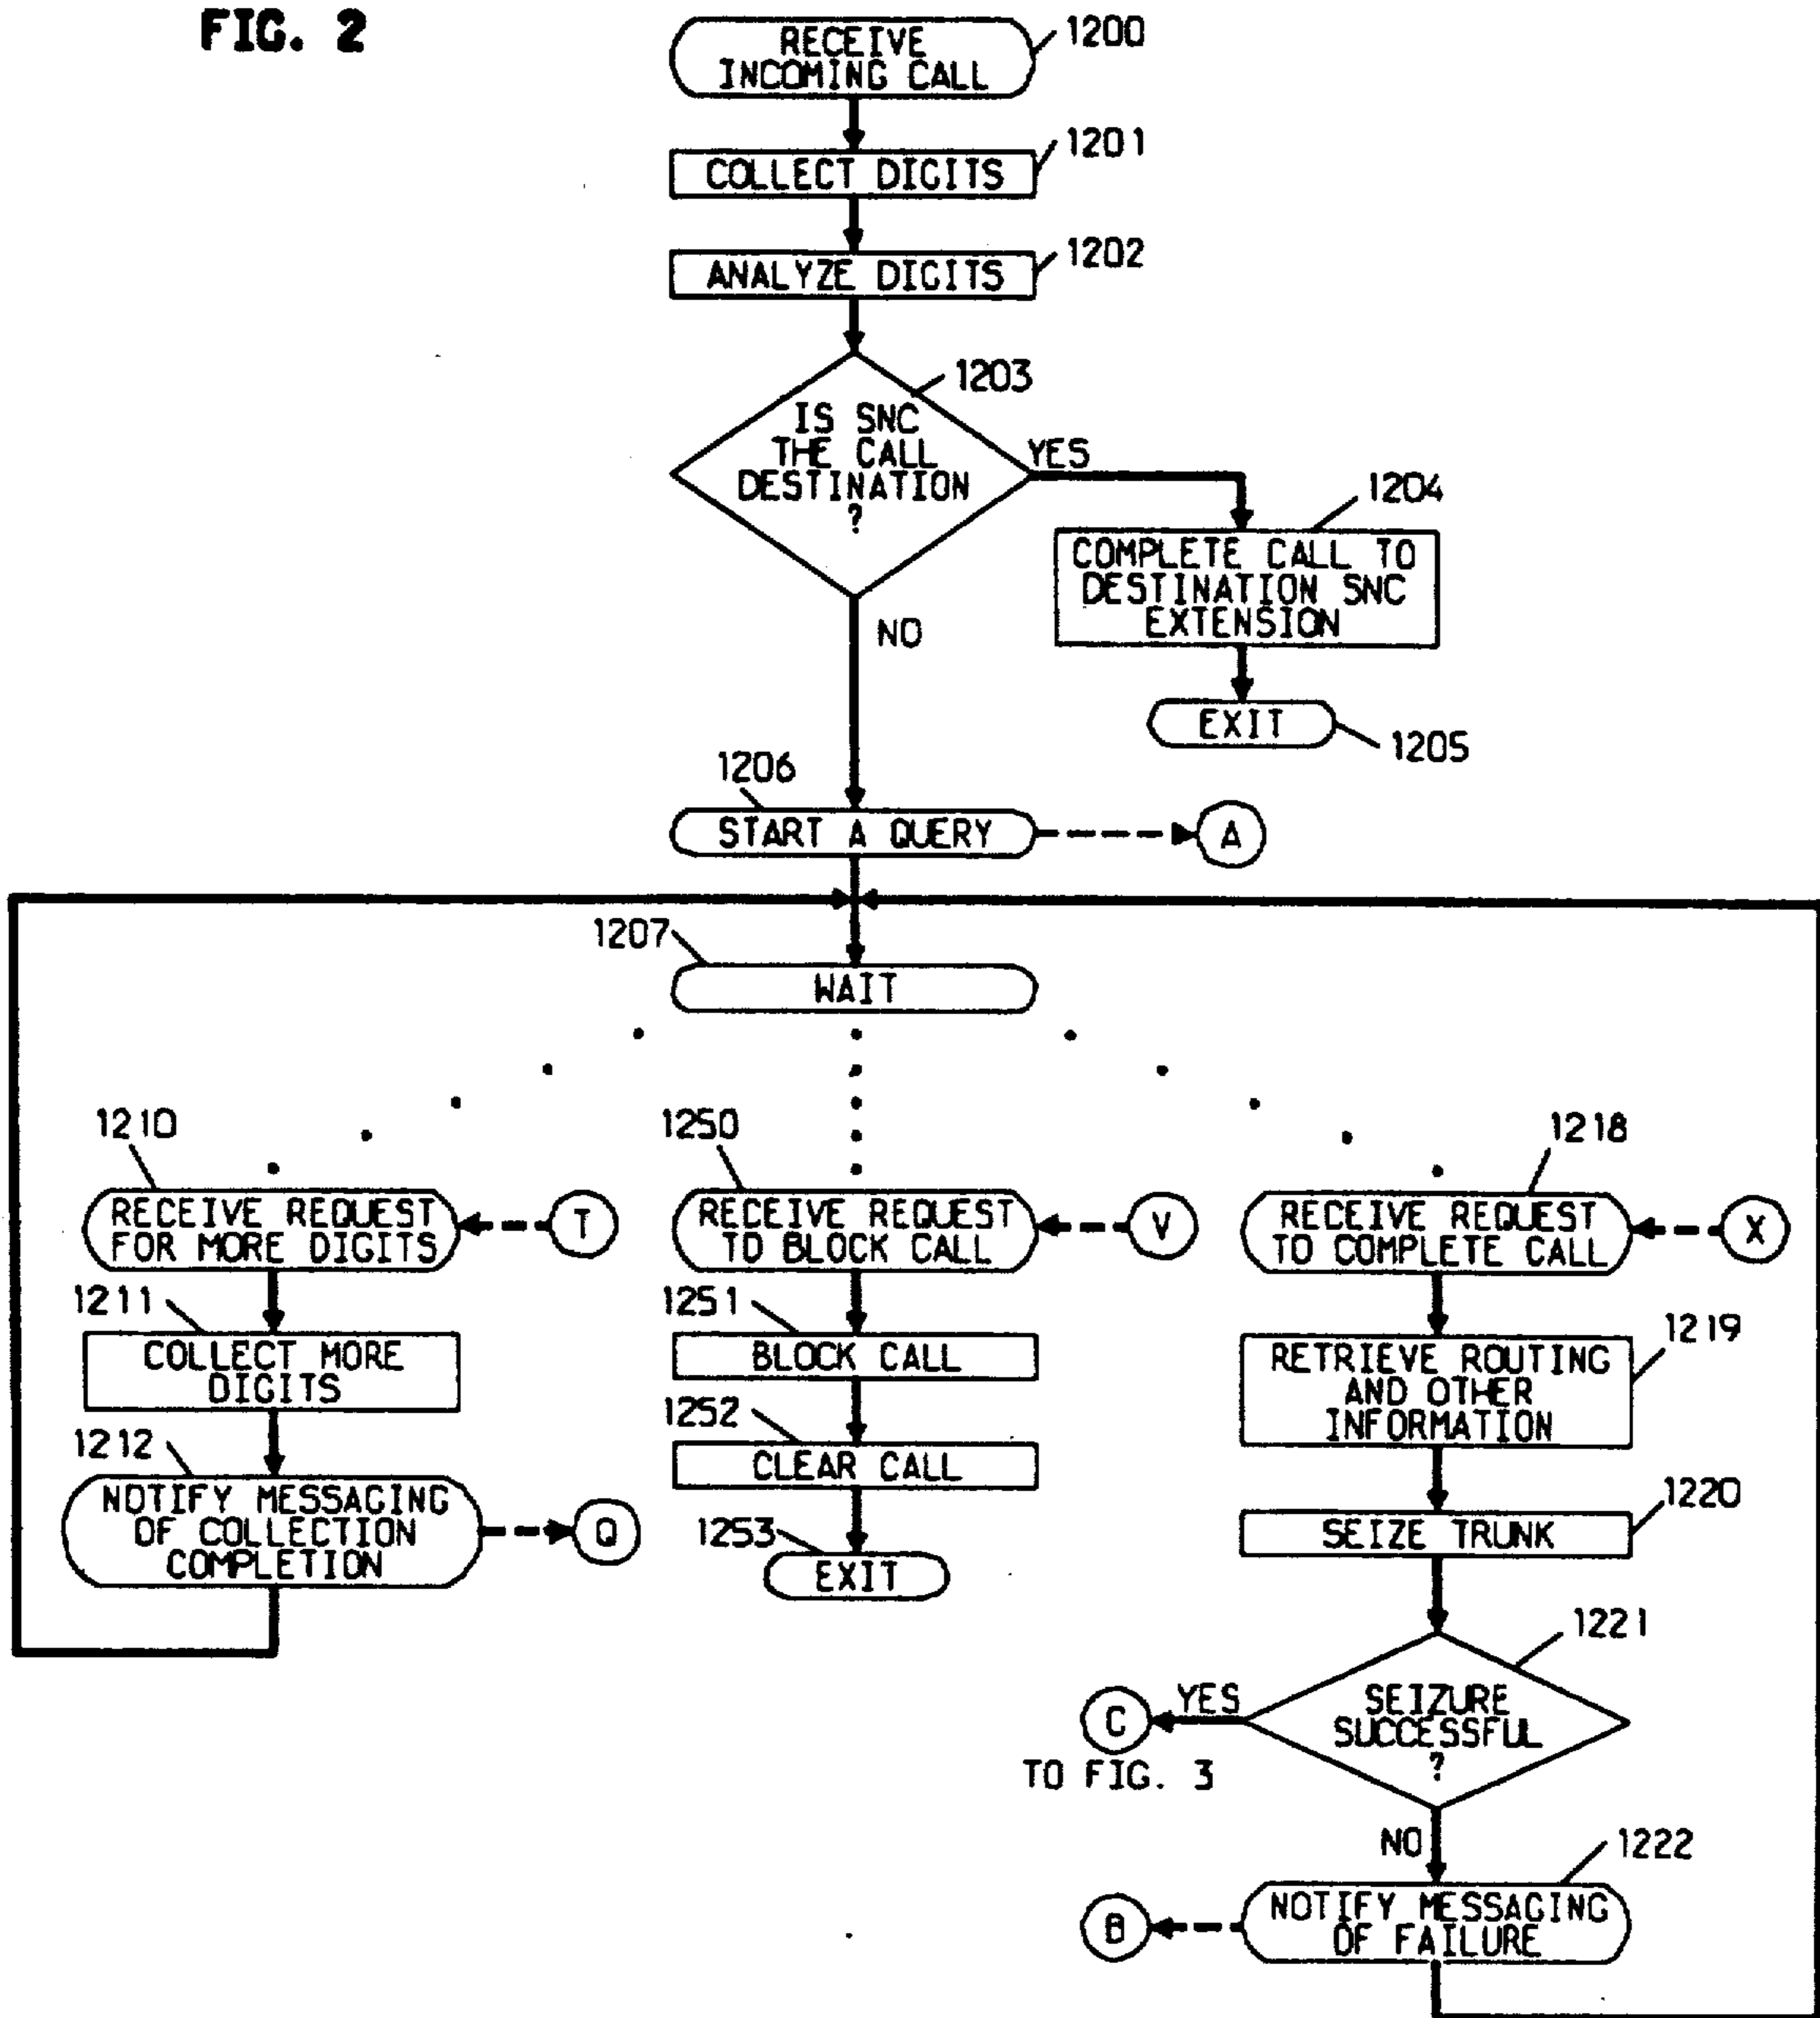 FIG. 2
RECEIVE
INCOMING CALL
1200
COLLECT DIGITS
1201
ANALYZE DIGITS
1202
1203
IS SNC
THE CALL
DESTINATION
?
YES
NO
1204
COMPLETE CALL TO
DESTINATION SNC
EXTENSION
EXIT
1205
1206
START A QUERY
A
1207
WAIT
1210
RECEIVE REQUEST
FOR MORE DIGITS
T
1211
COLLECT MORE
DIGITS
1212
NOTIFY MESSAGING
OF COLLECTION
COMPLETION
Q
1250
RECEIVE REQUEST
TO BLOCK CALL
V
1251
BLOCK CALL
1252
CLEAR CALL
1253
EXIT
1218
RECEIVE REQUEST
TO COMPLETE CALL
X
1219
RETRIEVE ROUTING
AND OTHER
INFORMATION
1220
SEIZE TRUNK
1221
SEIZURE
SUCCESSFUL
?
YES
C
TO FIG. 3
NO
1222
NOTIFY MESSAGING
OF FAILURE
B